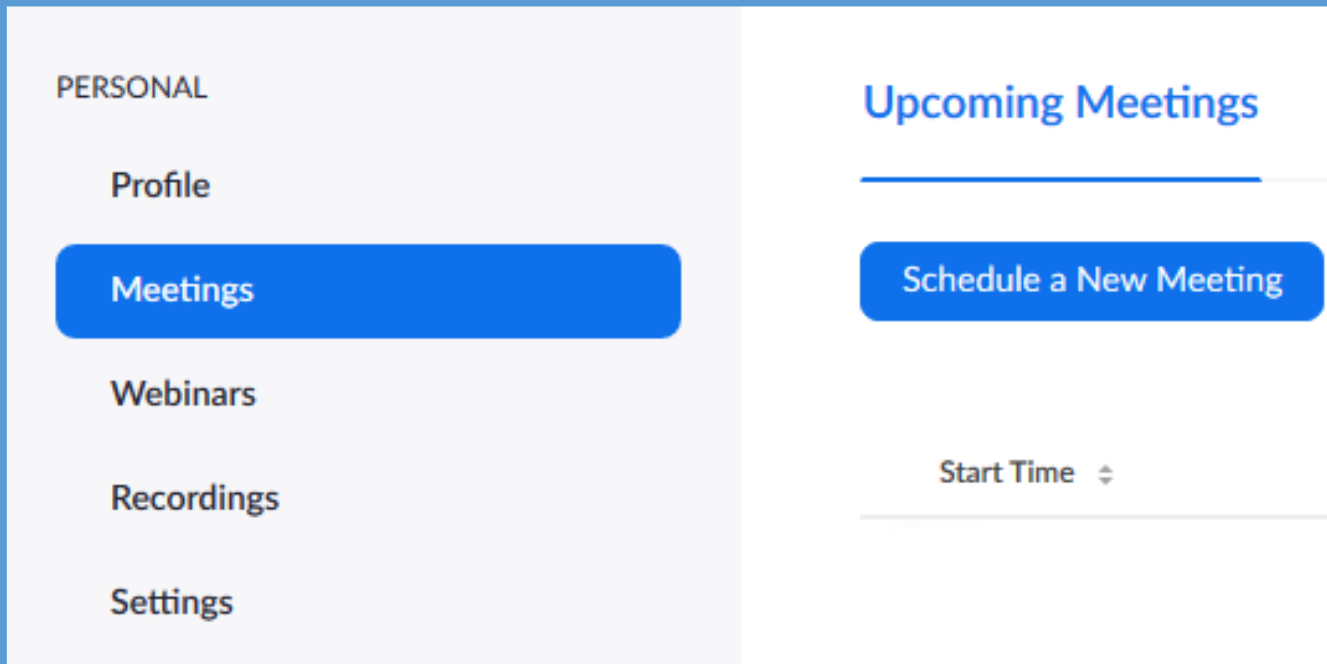 PERSONAL
Profile
Meetings
Webinars
Recordings
Settings
Upcoming Meetings
Schedule a New Meeting
Start Time